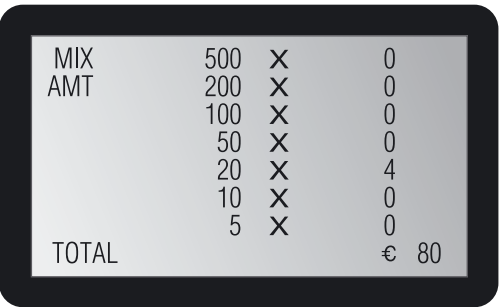 MIX 500 X 0
AMT 200 X 0
100 X 0
50 X 0
20 X 4
10 X 0
5 X 0
TOTAL € 80